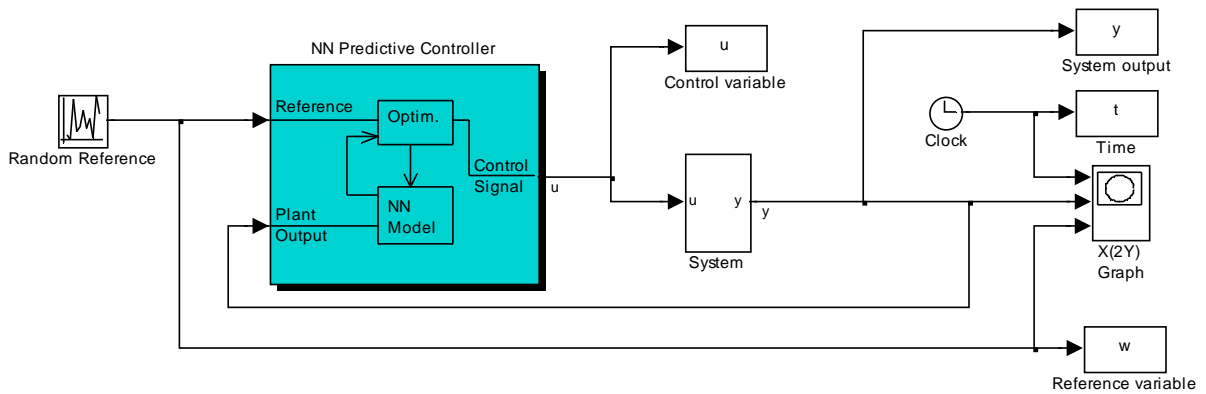 NN Predictive Controller
u
Control variable
y
System output
Reference
Optim.
Random Reference
Control
Signal
u
NN
Model
Plant
Output
u
y
y
System
Clock
t
Time
X(2Y)
Graph
w
Reference variable